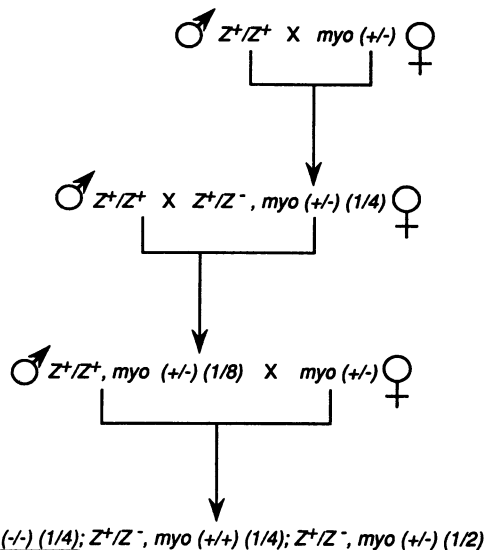 Z⁺/Z⁺ X myo (+/-)
Z⁺/Z⁺ X Z⁺/Z⁻, myo (+/-) (1/4)
Z⁺/Z⁺, myo (+/-) (1/8) X myo (+/-)
(-/-) (1/4); Z⁺/Z⁻, myo (+/+) (1/4); Z⁺/Z⁻, myo (+/-) (1/2)